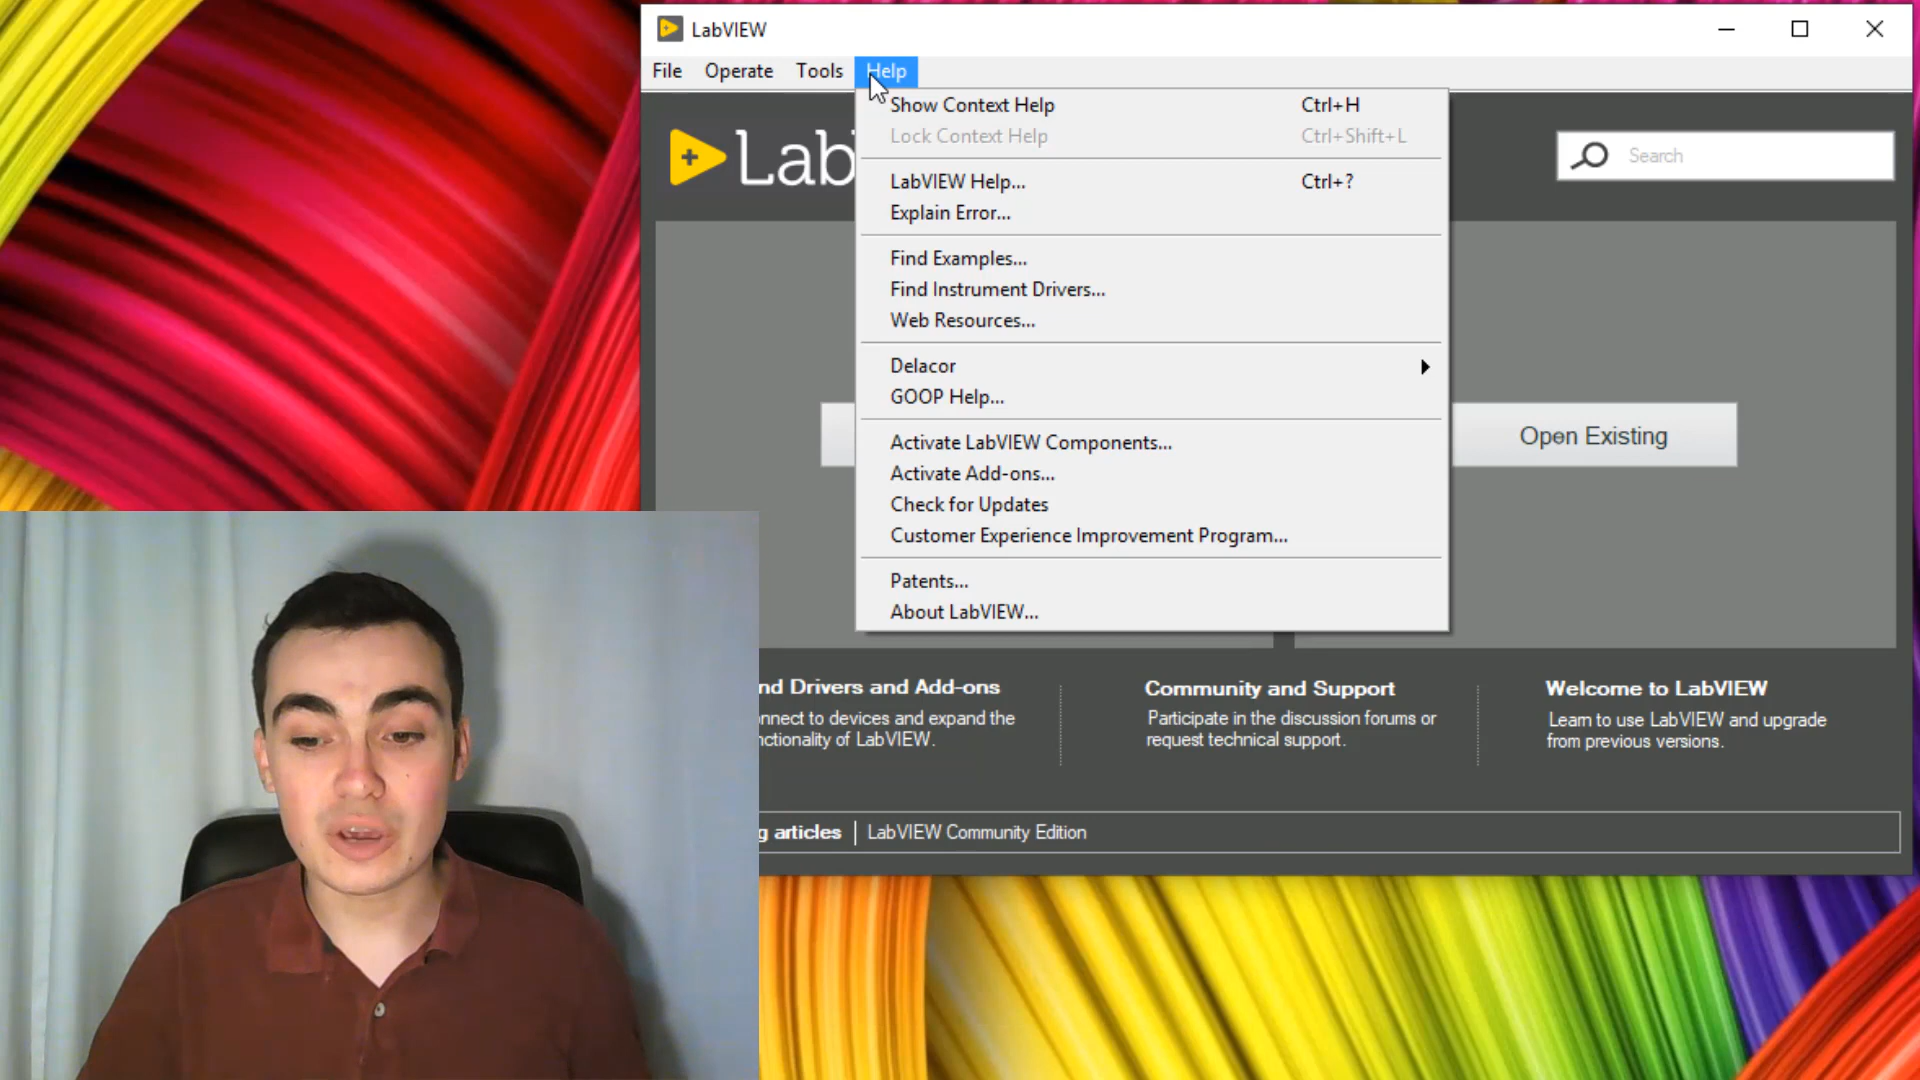 LabVIEW
File Operate Tools Help
Show Context Help Ctrl+H
Lock Context Help Ctrl+Shift+L
Lab
Search
LabVIEW Help... Ctrl+?
Explain Error...
Find Examples...
Find Instrument Drivers...
Web Resources...
Delacor
GOOP Help...
Open Existing
Activate LabVIEW Components...
Activate Add-ons...
Check for Updates
Customer Experience Improvement Program...
Patents...
About LabVIEW...
nd Drivers and Add-ons
nnect to devices and expand the
nctionality of LabVIEW.
Community and Support
Participate in the discussion forums or
request technical support.
Welcome to LabVIEW
Learn to use LabVIEW and upgrade
from previous versions.
g articles | LabVIEW Community Edition